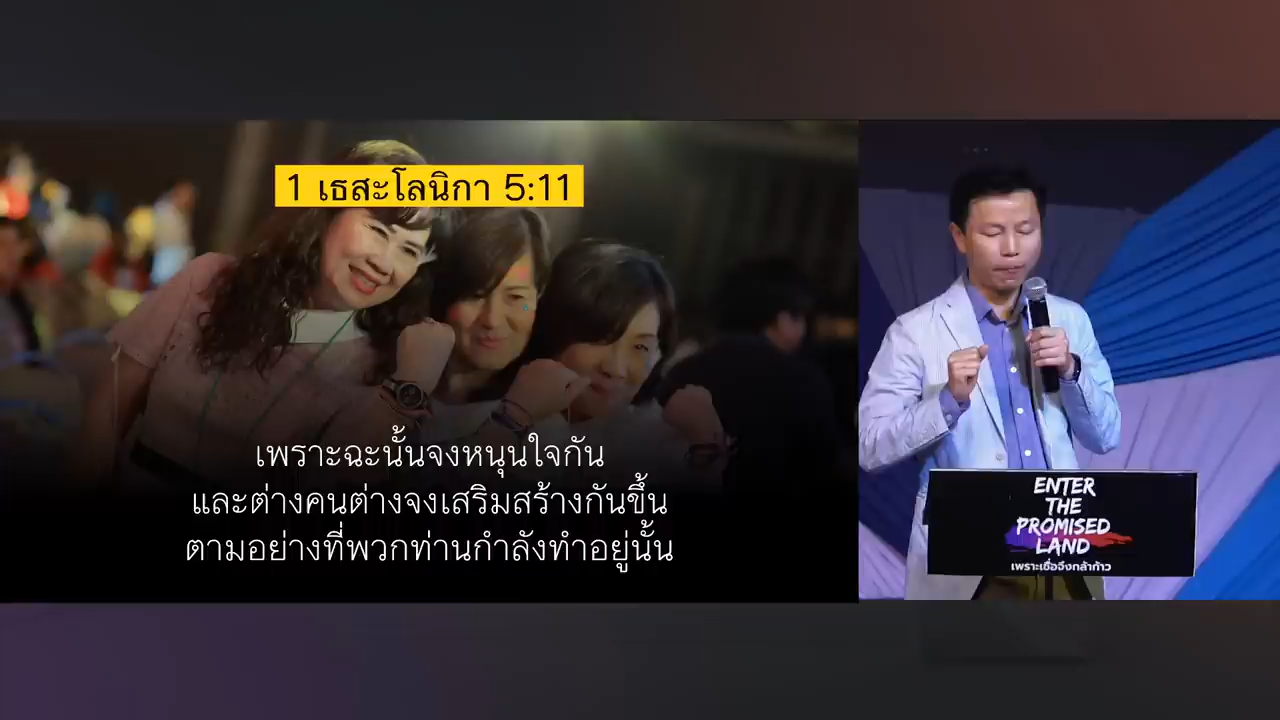 1 เธสะโลนิกา 5:11
เพราะฉะนั้นจงหนุนใจกัน
และต่างคนต่างจงเสริมสร้างกันขึ้น
ตามอย่างที่พวกท่านกำลังทำอยู่นั้น
ENTER
THE
PROMISED
LAND
เพราะเชื่อจึงกล้าก้าว